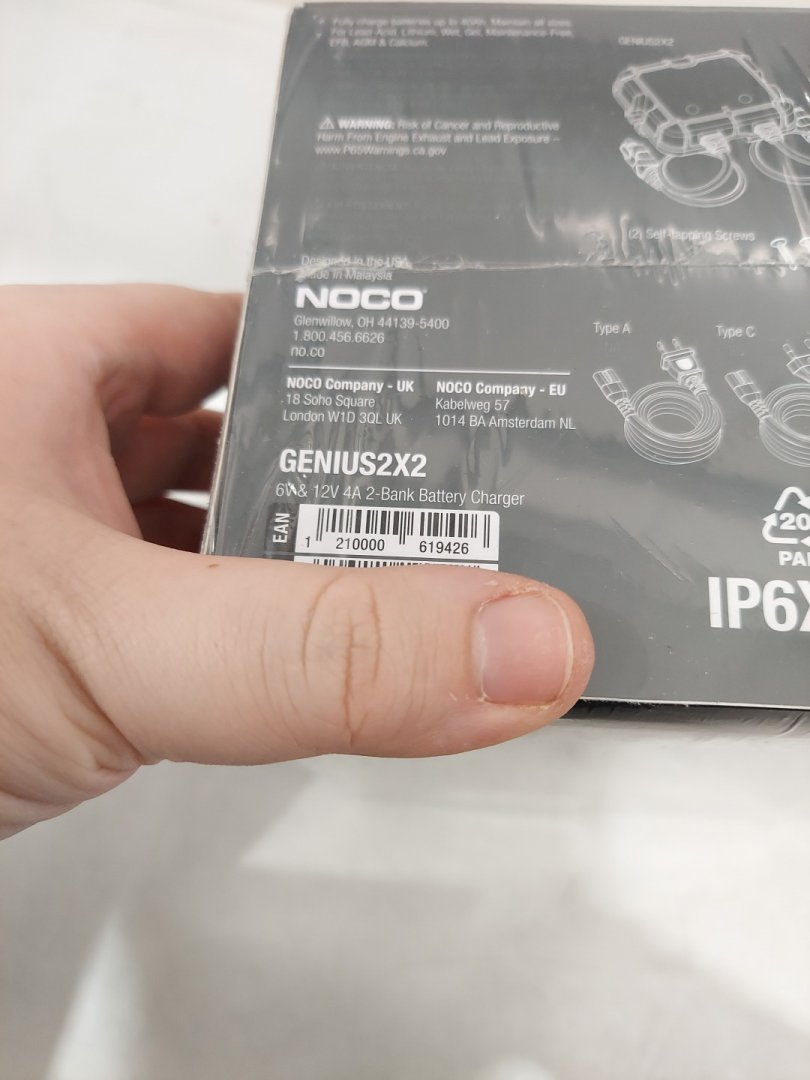 Fully charge batteries up to 40Ah. Maintain all sizes.
For Lead-Acid, Lithium, Wet, Gel, Maintenance-Free,
EFB, AGM & Calcium.
GENIUS2X2
⚠ WARNING: Risk of Cancer and Reproductive
Harm From Engine Exhaust and Lead Exposure –
www.P65Warnings.ca.gov
(2) Self-Tapping Screws
Designed in the USA
Made in Malaysia
NOCO®
Glenwillow, OH 44139-5400
1.800.456.6626
no.co
Type A
Type C
NOCO Company - UK
18 Soho Square
London W1D 3QL UK
NOCO Company - EU
Kabelweg 57
1014 BA Amsterdam NL
GENIUS2X2
6V & 12V 4A 2-Bank Battery Charger
EAN
1 210000 619426
20
PA
IP6